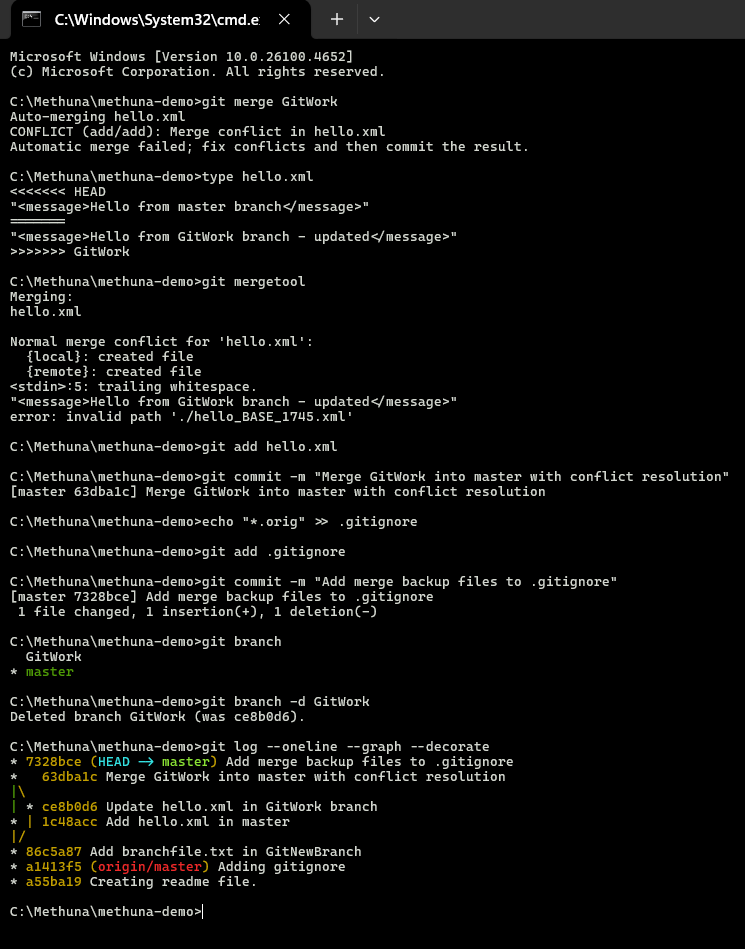 C:\Windows\System32\cmd.e
Microsoft Windows [Version 10.0.26100.4652]
(c) Microsoft Corporation. All rights reserved.
C:\Methuna\methuna-demo>git merge GitWork
Auto-merging hello.xml
CONFLICT (add/add): Merge conflict in hello.xml
Automatic merge failed; fix conflicts and then commit the result.
C:\Methuna\methuna-demo>type hello.xml
<<<<<<< HEAD
"<message>Hello from master branch</message>"
=======
"<message>Hello from GitWork branch - updated</message>"
>>>>>>> GitWork
C:\Methuna\methuna-demo>git mergetool
Merging:
hello.xml
Normal merge conflict for 'hello.xml':
  {local}: created file
  {remote}: created file
<stdin>:5: trailing whitespace.
"<message>Hello from GitWork branch - updated</message>"
error: invalid path './hello_BASE_1745.xml'
C:\Methuna\methuna-demo>git add hello.xml
C:\Methuna\methuna-demo>git commit -m "Merge GitWork into master with conflict resolution"
[master 63dba1c] Merge GitWork into master with conflict resolution
C:\Methuna\methuna-demo>echo "*.orig" >> .gitignore
C:\Methuna\methuna-demo>git add .gitignore
C:\Methuna\methuna-demo>git commit -m "Add merge backup files to .gitignore"
[master 7328bce] Add merge backup files to .gitignore
 1 file changed, 1 insertion(+), 1 deletion(-)
C:\Methuna\methuna-demo>git branch
  GitWork
* master
C:\Methuna\methuna-demo>git branch -d GitWork
Deleted branch GitWork (was ce8b0d6).
C:\Methuna\methuna-demo>git log --oneline --graph --decorate
* 7328bce (HEAD -> master) Add merge backup files to .gitignore
*   63dba1c Merge GitWork into master with conflict resolution
|\
| * ce8b0d6 Update hello.xml in GitWork branch
* | 1c48acc Add hello.xml in master
|/
* 86c5a87 Add branchfile.txt in GitNewBranch
* a1413f5 (origin/master) Adding gitignore
* a55ba19 Creating readme file.
C:\Methuna\methuna-demo>